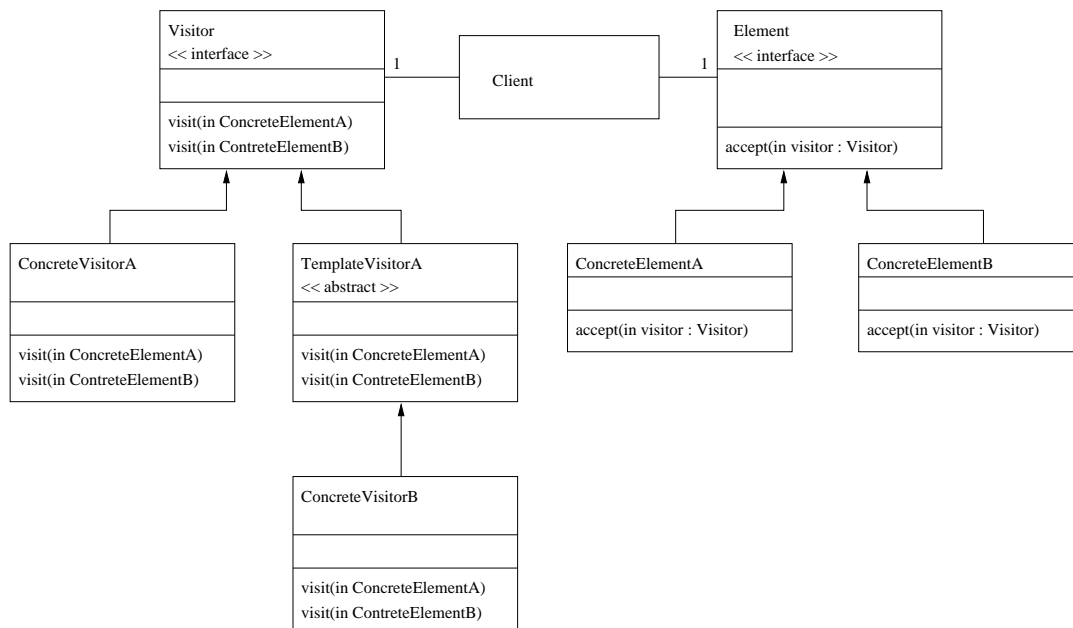 Visitor
<< interface >>
visit(in ConcreteElementA)
visit(in ContreteElementB)
1
Client
1
Element
<< interface >>
accept(in visitor : Visitor)
ConcreteVisitorA
visit(in ConcreteElementA)
visit(in ContreteElementB)
TemplateVisitorA
<< abstract >>
visit(in ConcreteElementA)
visit(in ContreteElementB)
ConcreteElementA
accept(in visitor : Visitor)
ConcreteElementB
accept(in visitor : Visitor)
ConcreteVisitorB
visit(in ConcreteElementA)
visit(in ContreteElementB)